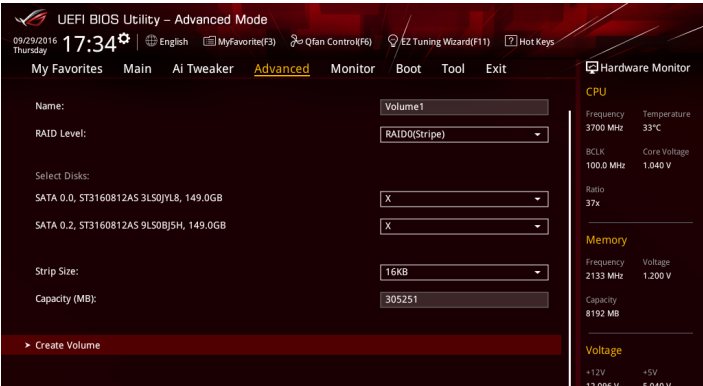 UEFI BIOS Utility – Advanced Mode
09/29/2016 Thursday 17:34 English MyFavorite(F3) Qfan Control(F6) EZ Tuning Wizard(F11) ? Hot Keys
My Favorites Main Ai Tweaker Advanced Monitor Boot Tool Exit
Name: Volume1
RAID Level: RAID0(Stripe)
Select Disks:
SATA 0.0, ST3160812AS 3LS0JYL8, 149.0GB X
SATA 0.2, ST3160812AS 9LS0BJ5H, 149.0GB X
Strip Size: 16KB
Capacity (MB): 305251
> Create Volume
Hardware Monitor
CPU
Frequency Temperature
3700 MHz 33°C
BCLK Core Voltage
100.0 MHz 1.040 V
Ratio
37x
Memory
Frequency Voltage
2133 MHz 1.200 V
Capacity
8192 MB
Voltage
+12V +5V
12.096 V 5.040 V